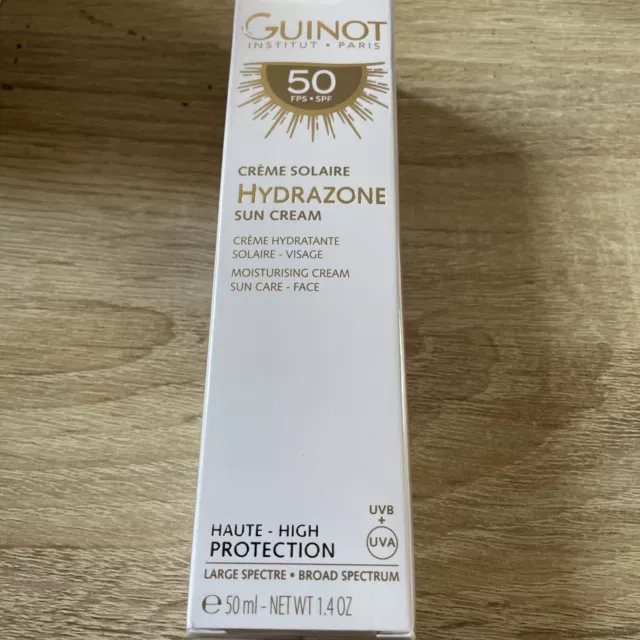 GUINOT
INSTITUT • PARIS
50
FPS • SPF
CRÈME SOLAIRE
HYDRAZONE
SUN CREAM
CRÈME HYDRATANTE
SOLAIRE - VISAGE
MOISTURISING CREAM
SUN CARE - FACE
UVB
+
UVA
HAUTE - HIGH
PROTECTION
LARGE SPECTRE • BROAD SPECTRUM
℮ 50 ml - NET WT 1.4 OZ